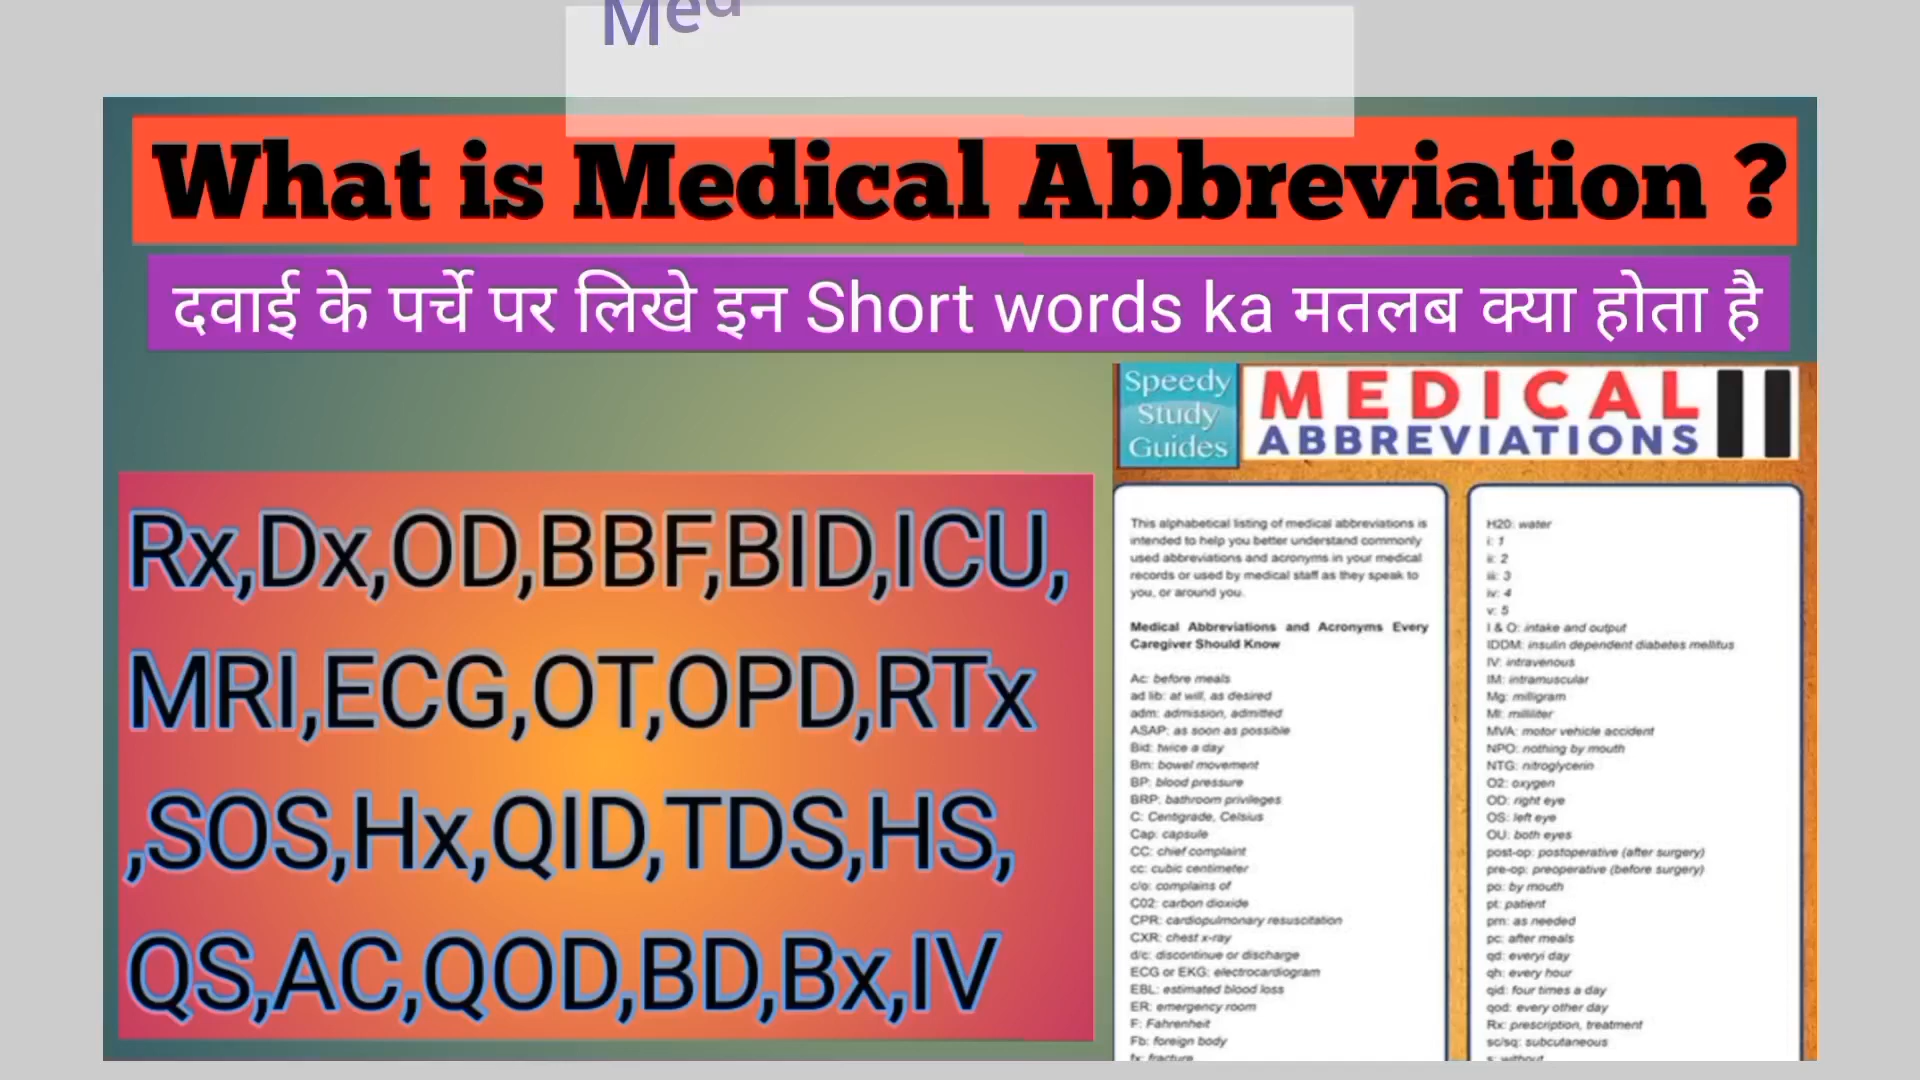 Med
What is Medical Abbreviation ?
दवाई के पर्चे पर लिखे इन Short words ka मतलब क्या होता है
Rx,Dx,OD,BBF,BID,ICU,
MRI,ECG,OT,OPD,RTx
,SOS,Hx,QID,TDS,HS,
QS,AC,QOD,BD,Bx,IV
Speedy
Study
Guides
MEDICAL
ABBREVIATIONS
This alphabetical listing of medical abbreviations is
intended to help you better understand commonly
used abbreviations and acronyms in your medical
records or used by medical staff as they speak to
you, or around you.
Medical Abbreviations and Acronyms Every
Caregiver Should Know
Ac: before meals
ad lib: at will, as desired
adm: admission, admitted
ASAP: as soon as possible
Bid: twice a day
Bm: bowel movement
BP: blood pressure
BRP: bathroom privileges
C: Centigrade, Celsius
Cap: capsule
CC: chief complaint
cc: cubic centimeter
c/o: complains of
C02: carbon dioxide
CPR: cardiopulmonary resuscitation
CXR: chest x-ray
d/c: discontinue or discharge
ECG or EKG: electrocardiogram
EBL: estimated blood loss
ER: emergency room
F: Fahrenheit
Fb: foreign body
fx: fracture
H20: water
i: 1
ii: 2
iii: 3
iv: 4
v: 5
I & O: intake and output
IDDM: insulin dependent diabetes mellitus
IV: intravenous
IM: intramuscular
Mg: milligram
Ml: milliliter
MVA: motor vehicle accident
NPO: nothing by mouth
NTG: nitroglycerin
O2: oxygen
OD: right eye
OS: left eye
OU: both eyes
post-op: postoperative (after surgery)
pre-op: preoperative (before surgery)
po: by mouth
pt: patient
prn: as needed
pc: after meals
qd: everyi day
qh: every hour
qid: four times a day
qod: every other day
Rx: prescription, treatment
sc/sq: subcutaneous
s: without